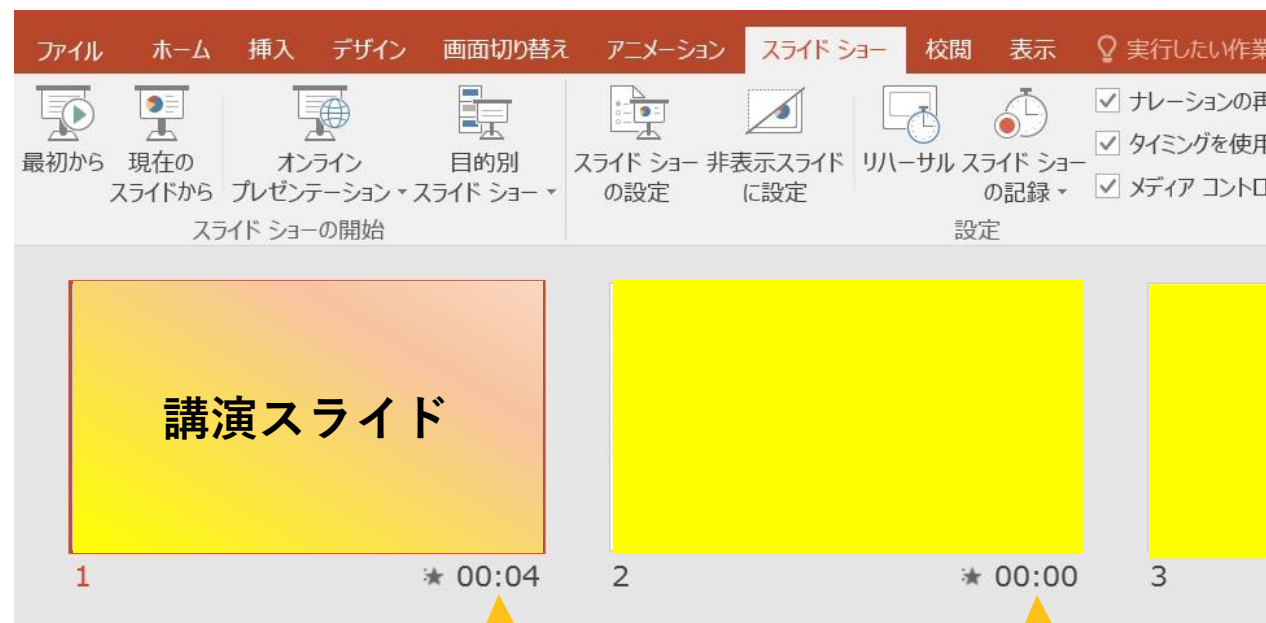 ファイル ホーム 挿入 デザイン 画面切り替え アニメーション スライド ショー 校閲 表示 実行したい作業
最初から 現在の スライドから オンライン プレゼンテーション 目的別 スライド ショー スライド ショー の設定 非表示スライド に設定 リハーサル スライド ショー の記録
ナレーションの再
タイミングを使用
メディア コントロ
スライド ショーの開始 設定
講演スライド
1 00:04 2 00:00 3